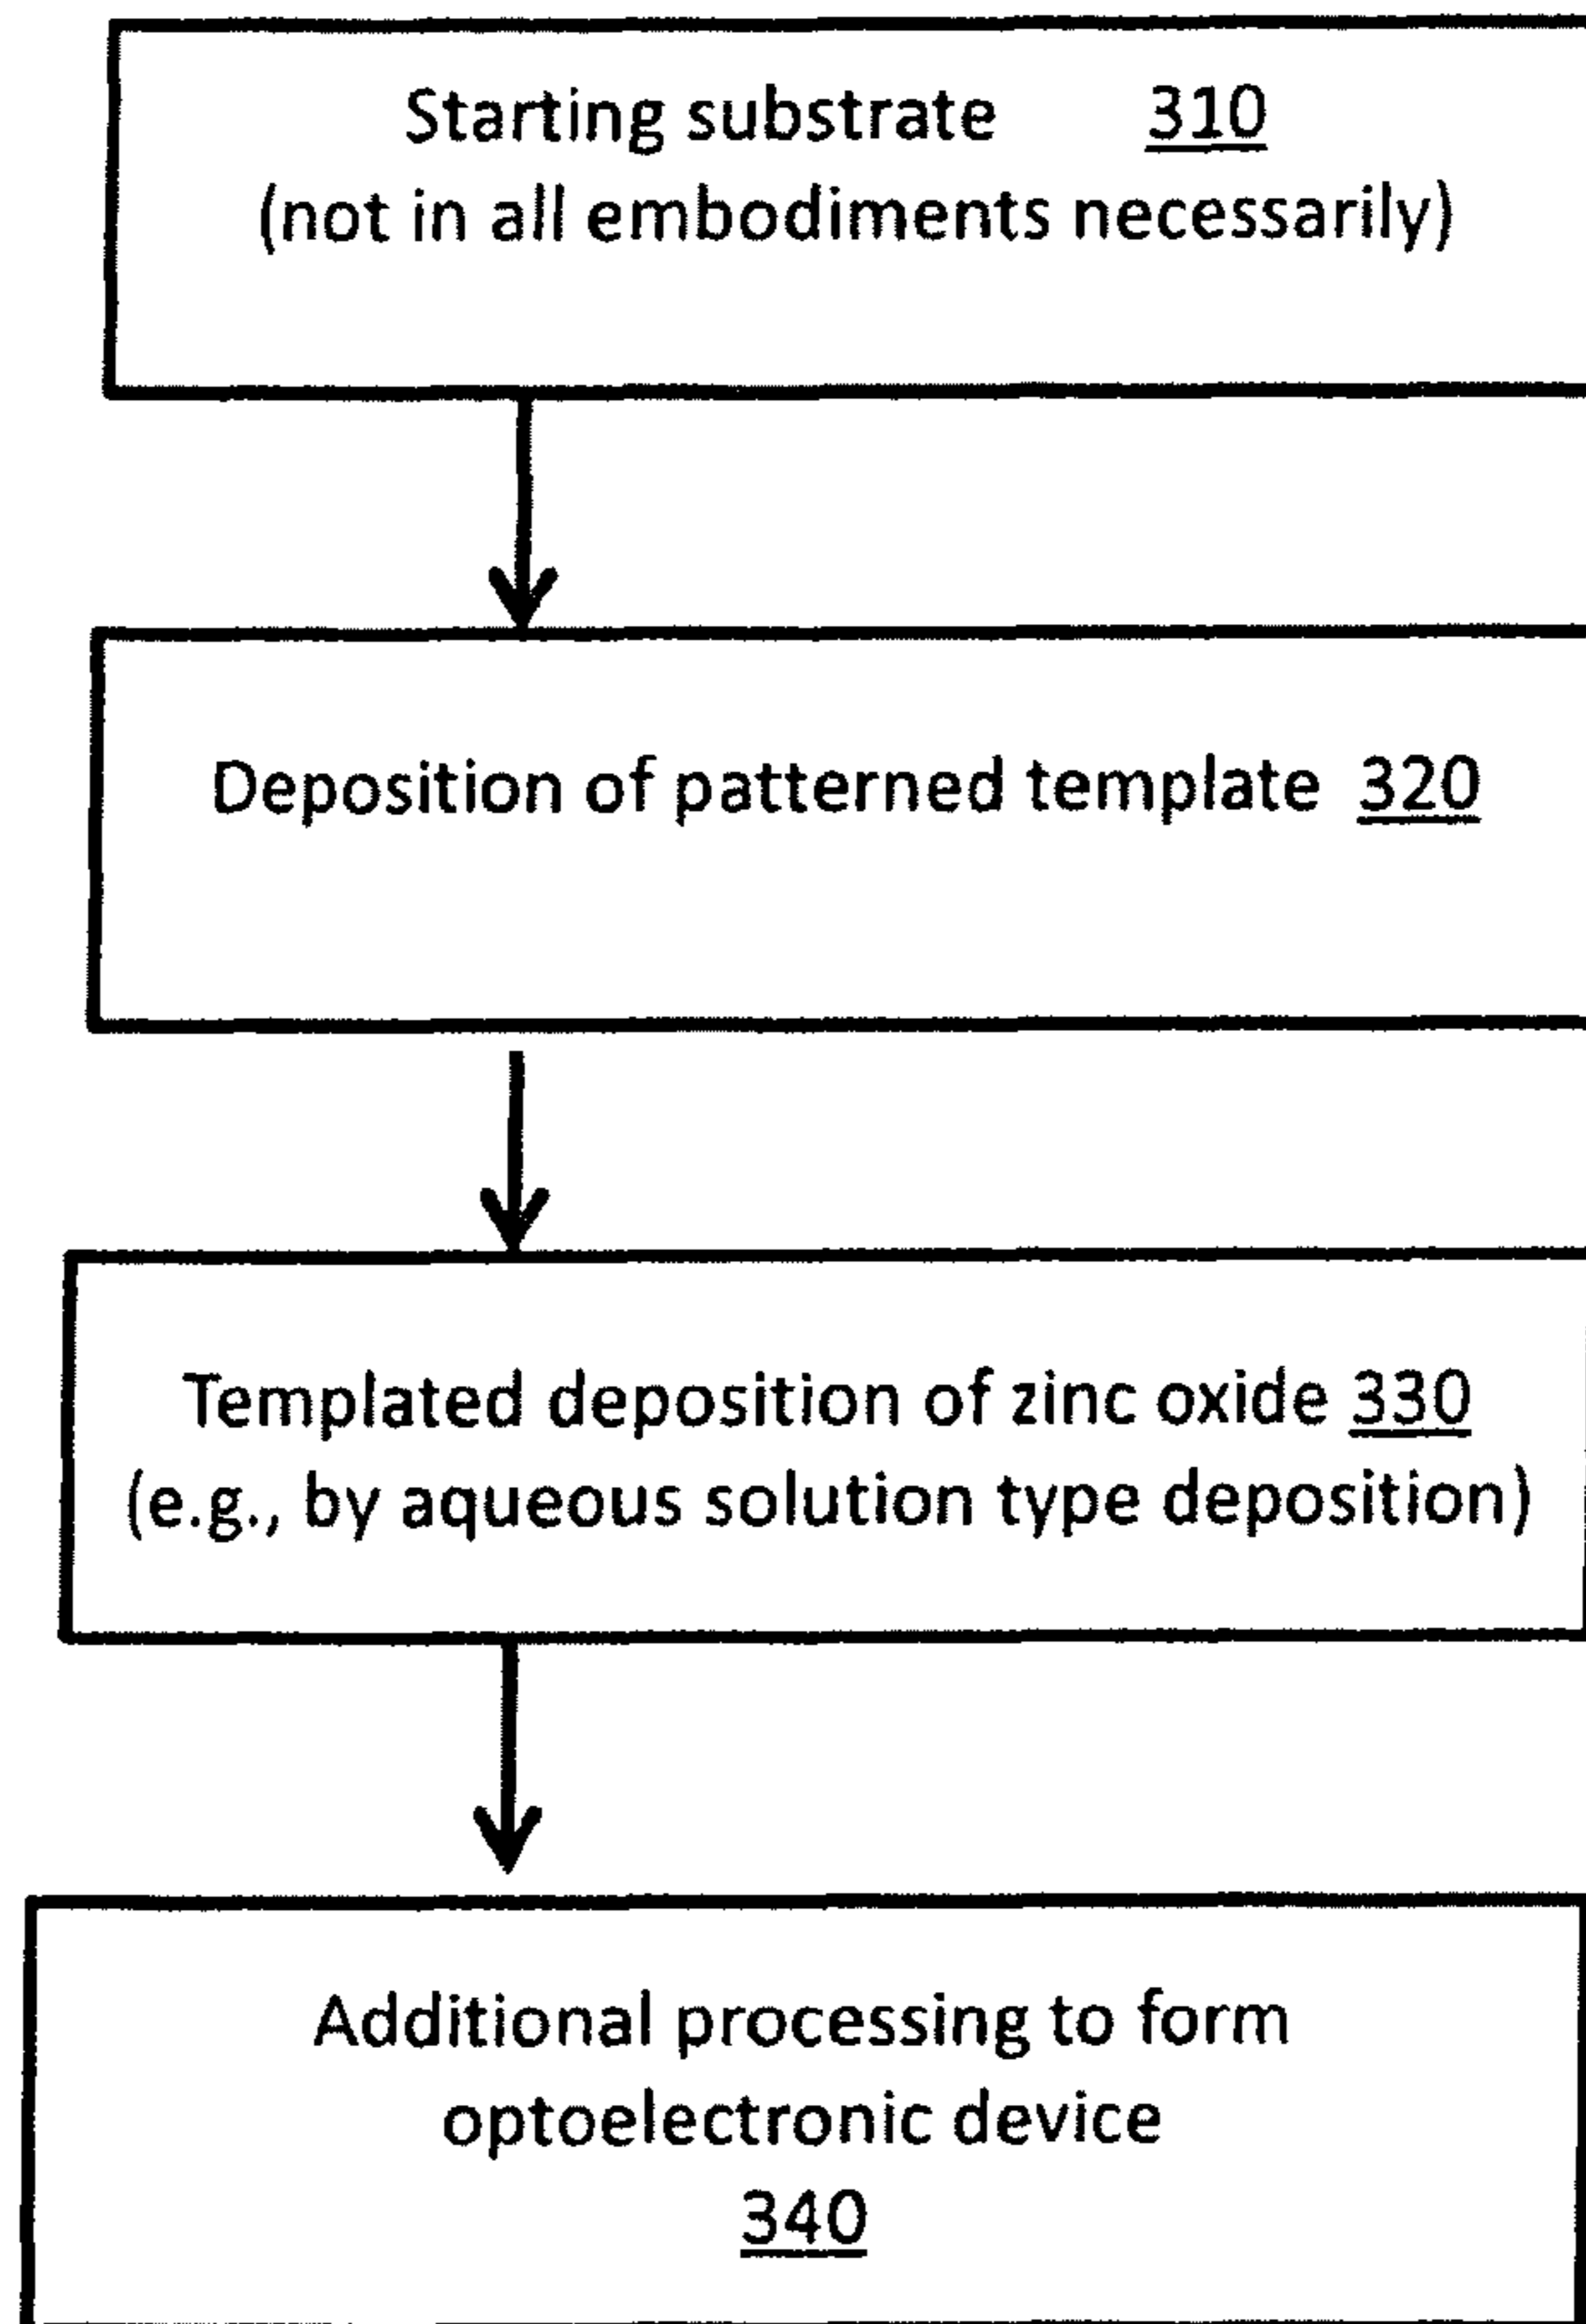 Starting substrate 310
(not in all embodiments necessarily)
Deposition of patterned template 320
Templated deposition of zinc oxide 330
(e.g., by aqueous solution type deposition)
Additional processing to form
optoelectronic device
340